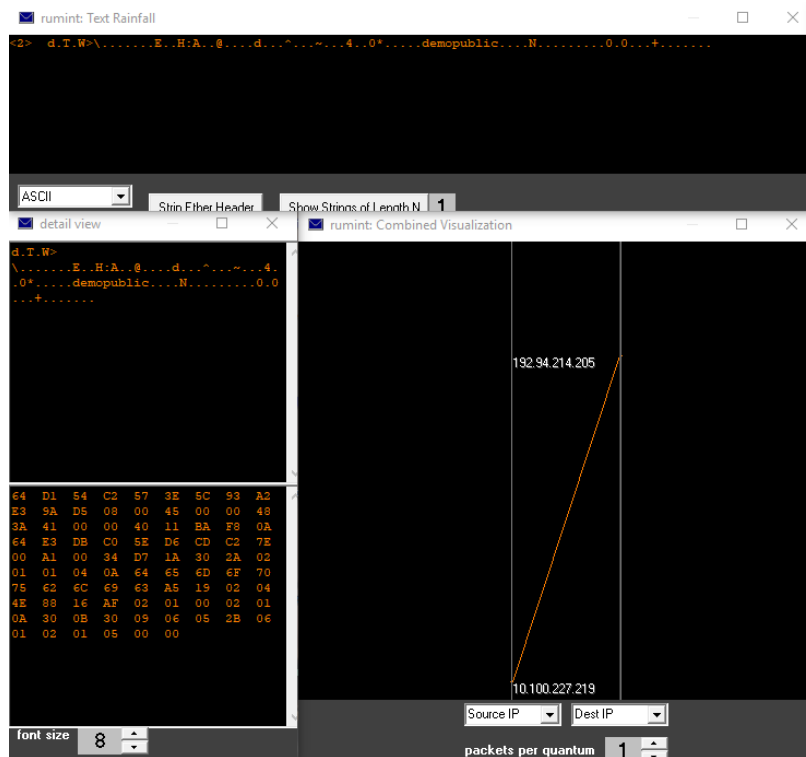 rumint: Text Rainfall
<2> d.T.W>\.......E..H:A..@....d...^...~...4..0*.....demopublic....N.........0.0...+.......
ASCII
Strip Ether Header
Show Strings of Length N
1
detail view
d.T.W>
\.......E..H:A..@....d...^...~...4.
.0*.....demopublic....N.........0.0
...+.......
64 D1 54 C2 57 3E 5C 93 A2
E3 9A D5 08 00 45 00 00 48
3A 41 00 00 40 11 BA F8 0A
64 E3 DB C0 5E D6 CD C2 7E
00 A1 00 34 D7 1A 30 2A 02
01 01 04 0A 64 65 6D 6F 70
75 62 6C 69 63 A5 19 02 04
4E 88 16 AF 02 01 00 02 01
0A 30 0B 30 09 06 05 2B 06
01 02 01 05 00 00
font size
8
rumint: Combined Visualization
192.94.214.205
10.100.227.219
Source IP
Dest IP
packets per quantum
1